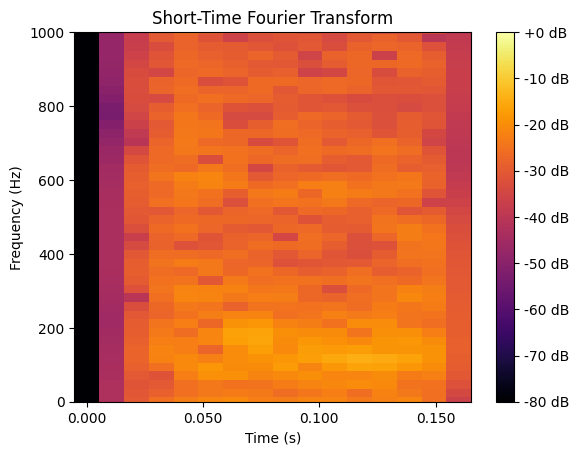 Short-Time Fourier Transform
1000
800
600
400
200
0
Frequency (Hz)
0.000
0.050
0.100
0.150
Time (s)
+0 dB
-10 dB
-20 dB
-30 dB
-40 dB
-50 dB
-60 dB
-70 dB
-80 dB